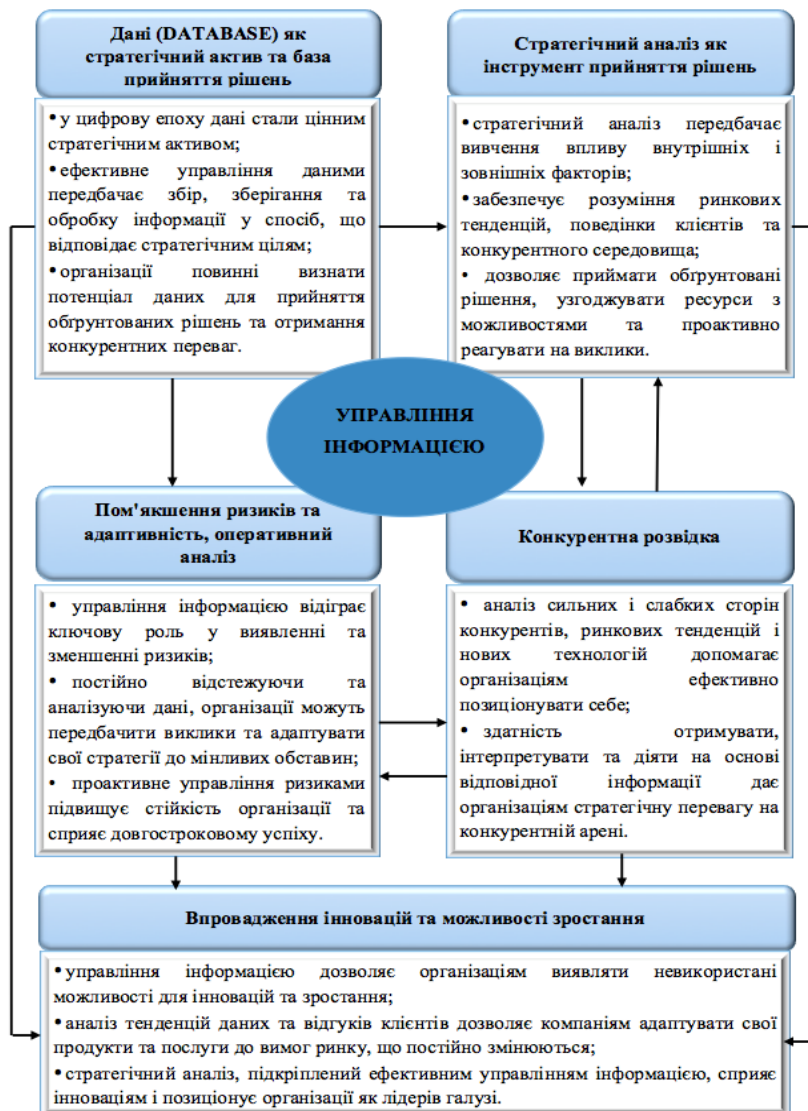 Дані (DATABASE) як
стратегічний актив та база
прийняття рішень
• у цифрову епоху дані стали цінним
стратегічним активом;
• ефективне управління даними
передбачає збір, зберігання та
обробку інформації у спосіб, що
відповідає стратегічним цілям;
• організації повинні визнати
потенціал даних для прийняття
обґрунтованих рішень та отримання
конкурентних переваг.
Стратегічний аналіз як
інструмент прийняття рішень
• стратегічний аналіз передбачає
вивчення впливу внутрішніх і
зовнішніх факторів;
• забезпечує розуміння ринкових
тенденцій, поведінки клієнтів та
конкурентного середовища;
• дозволяє приймати обґрунтовані
рішення, узгоджувати ресурси з
можливостями та проактивно
реагувати на виклики.
УПРАВЛІННЯ
ІНФОРМАЦІЄЮ
Пом'якшення ризиків та
адаптивність, оперативний
аналіз
• управління інформацією відіграє
ключову роль у виявленні та
зменшенні ризиків;
• постійно відстежуючи та
аналізуючи дані, організації можуть
передбачити виклики та адаптувати
свої стратегії до мінливих обставин;
• проактивне управління ризиками
підвищує стійкість організації та
сприяє довгостроковому успіху.
Конкурентна розвідка
• аналіз сильних і слабких сторін
конкурентів, ринкових тенденцій і
нових технологій допомагає
організаціям ефективно
позиціонувати себе;
• здатність отримувати,
інтерпретувати та діяти на основі
відповідної інформації дає
організаціям стратегічну перевагу на
конкурентній арені.
Впровадження інновацій та можливості зростання
• управління інформацією дозволяє організаціям виявляти невикористані
можливості для інновацій та зростання;
• аналіз тенденцій даних та відгуків клієнтів дозволяє компаніям адаптувати свої
продукти та послуги до вимог ринку, що постійно змінюються;
• стратегічний аналіз, підкріплений ефективним управлінням інформацією, сприяє
інноваціям і позиціонує організації як лідерів галузі.